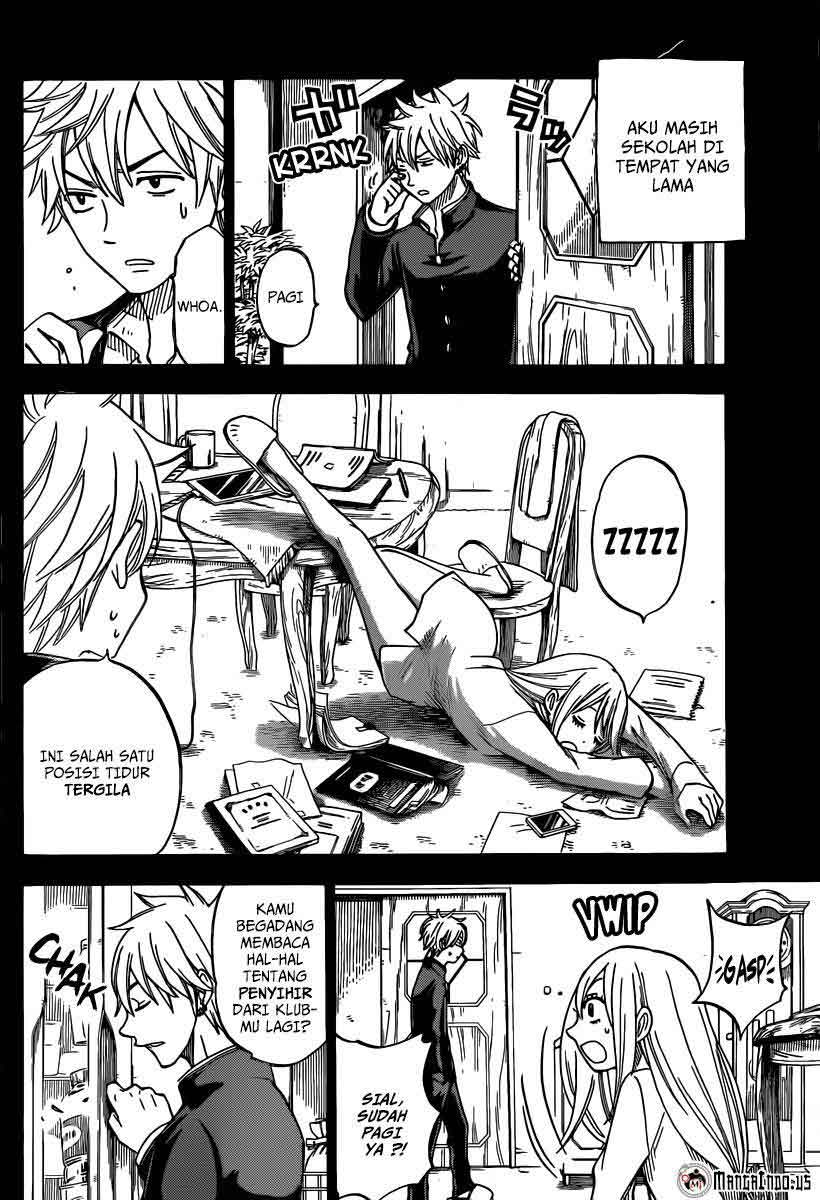 AKU MASIH
SEKOLAH DI
TEMPAT YANG
LAMA
弓ッ
ガ
KRRNK
PAGI
WHOA.
ZZZZZ
INI SALAH SATU
POSISI TIDUR
TERGILA
GASP
VWIP
SIAL,
SUDAH
PAGI
YA ?!
KAMU
BEGADANG
MEMBACA
HAL-HAL
TENTANG
PENYIHIR
DARI KLUB-
MU LAGI?
CHAK
MANGAINDO.US